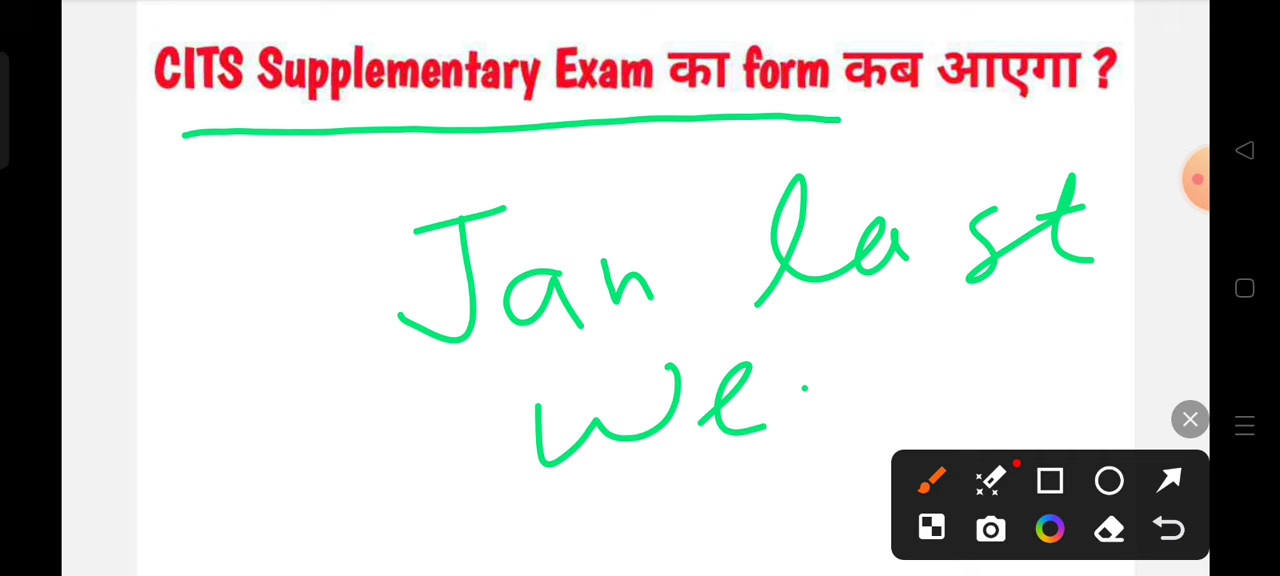 CITS Supplementary Exam का form कब आएगा ?
Jan last
we